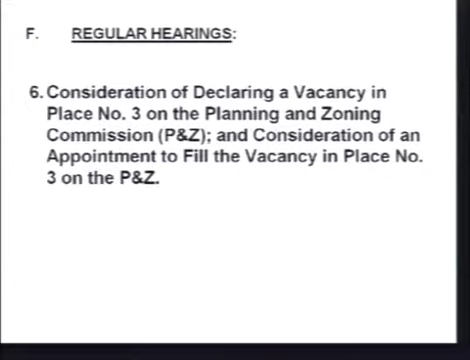 F. REGULAR HEARINGS:
6. Consideration of Declaring a Vacancy in
Place No. 3 on the Planning and Zoning
Commission (P&Z); and Consideration of an
Appointment to Fill the Vacancy in Place No.
3 on the P&Z.